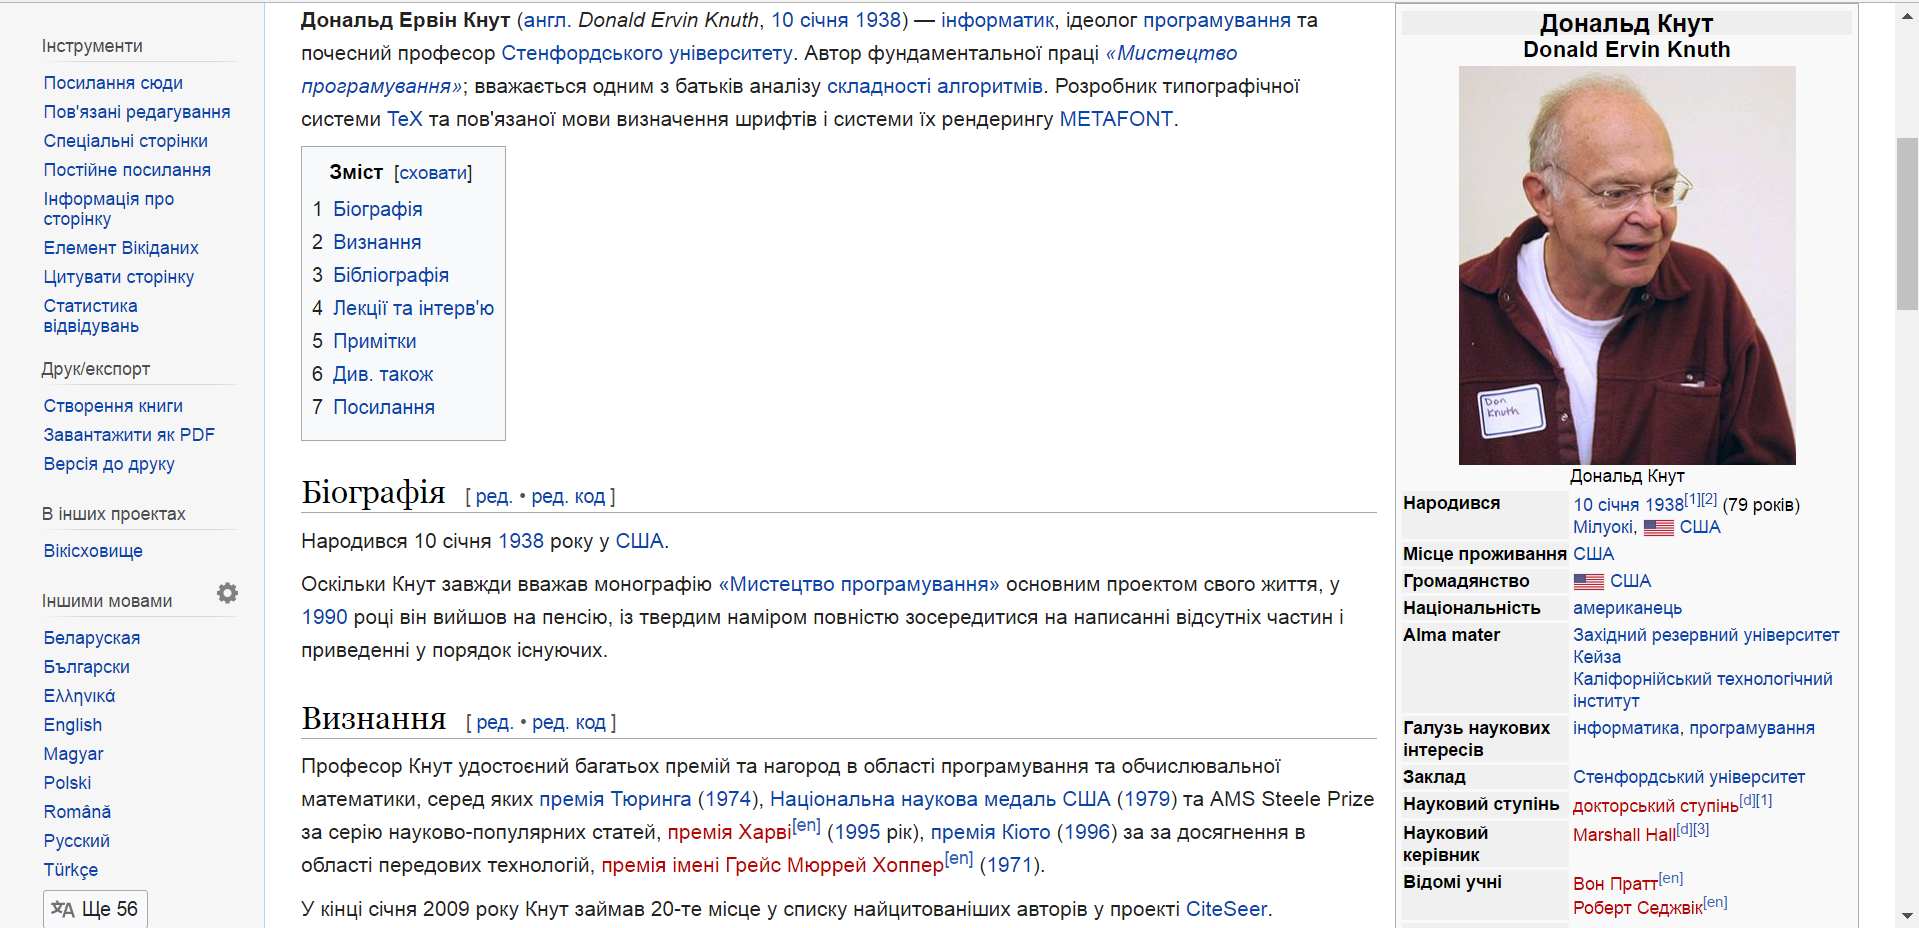 Інструменти
Посилання сюди
Пов'язані редагування
Спеціальні сторінки
Постійне посилання
Інформація про
сторінку
Елемент Вікіданих
Цитувати сторінку
Статистика
відвідувань
Друк/експорт
Створення книги
Завантажити як PDF
Версія до друку
В інших проектах
Вікісховище
Іншими мовами
Беларуская
Български
Ελληνικά
English
Magyar
Polski
Română
Русский
Türkçe
Ще 56
Дональд Ервін Кнут (англ. Donald Ervin Knuth, 10 січня 1938) — інформатик, ідеолог програмування та
почесний професор Стенфордського університету. Автор фундаментальної праці «Мистецтво
програмування»; вважається одним з батьків аналізу складності алгоритмів. Розробник типографічної
системи TeX та пов'язаної мови визначення шрифтів і системи їх рендерингу METAFONT.
Зміст [сховати]
1 Біографія
2 Визнання
3 Бібліографія
4 Лекції та інтерв'ю
5 Примітки
6 Див. також
7 Посилання
Біографія [ ред. • ред. код ]
Народився 10 січня 1938 року у США.
Оскільки Кнут завжди вважав монографію «Мистецтво програмування» основним проектом свого життя, у
1990 році він вийшов на пенсію, із твердим наміром повністю зосередитися на написанні відсутніх частин і
приведенні у порядок існуючих.
Визнання [ ред. • ред. код ]
Професор Кнут удостоєний багатьох премій та нагород в області програмування та обчислювальної
математики, серед яких премія Тюринга (1974), Національна наукова медаль США (1979) та AMS Steele Prize
за серію науково-популярних статей, премія Харві[en] (1995 рік), премія Кіото (1996) за за досягнення в
області передових технологій, премія імені Грейс Мюррей Хоппер[en] (1971).
У кінці січня 2009 року Кнут займав 20-те місце у списку найцитованіших авторів у проекті CiteSeer.
Дональд Кнут
Donald Ervin Knuth
Don
Knuth
Дональд Кнут
Народився 10 січня 1938[1][2] (79 років)
Мілуокі, США
Місце проживання США
Громадянство США
Національність американець
Alma mater Західний резервний університет
Кейза
Каліфорнійський технологічний
інститут
Галузь наукових інтересів інформатика, програмування
Заклад Стенфордський університет
Науковий ступінь докторський ступінь[d][1]
Науковий керівник Marshall Hall[d][3]
Відомі учні Вон Пратт[en]
Роберт Седжвік[en]